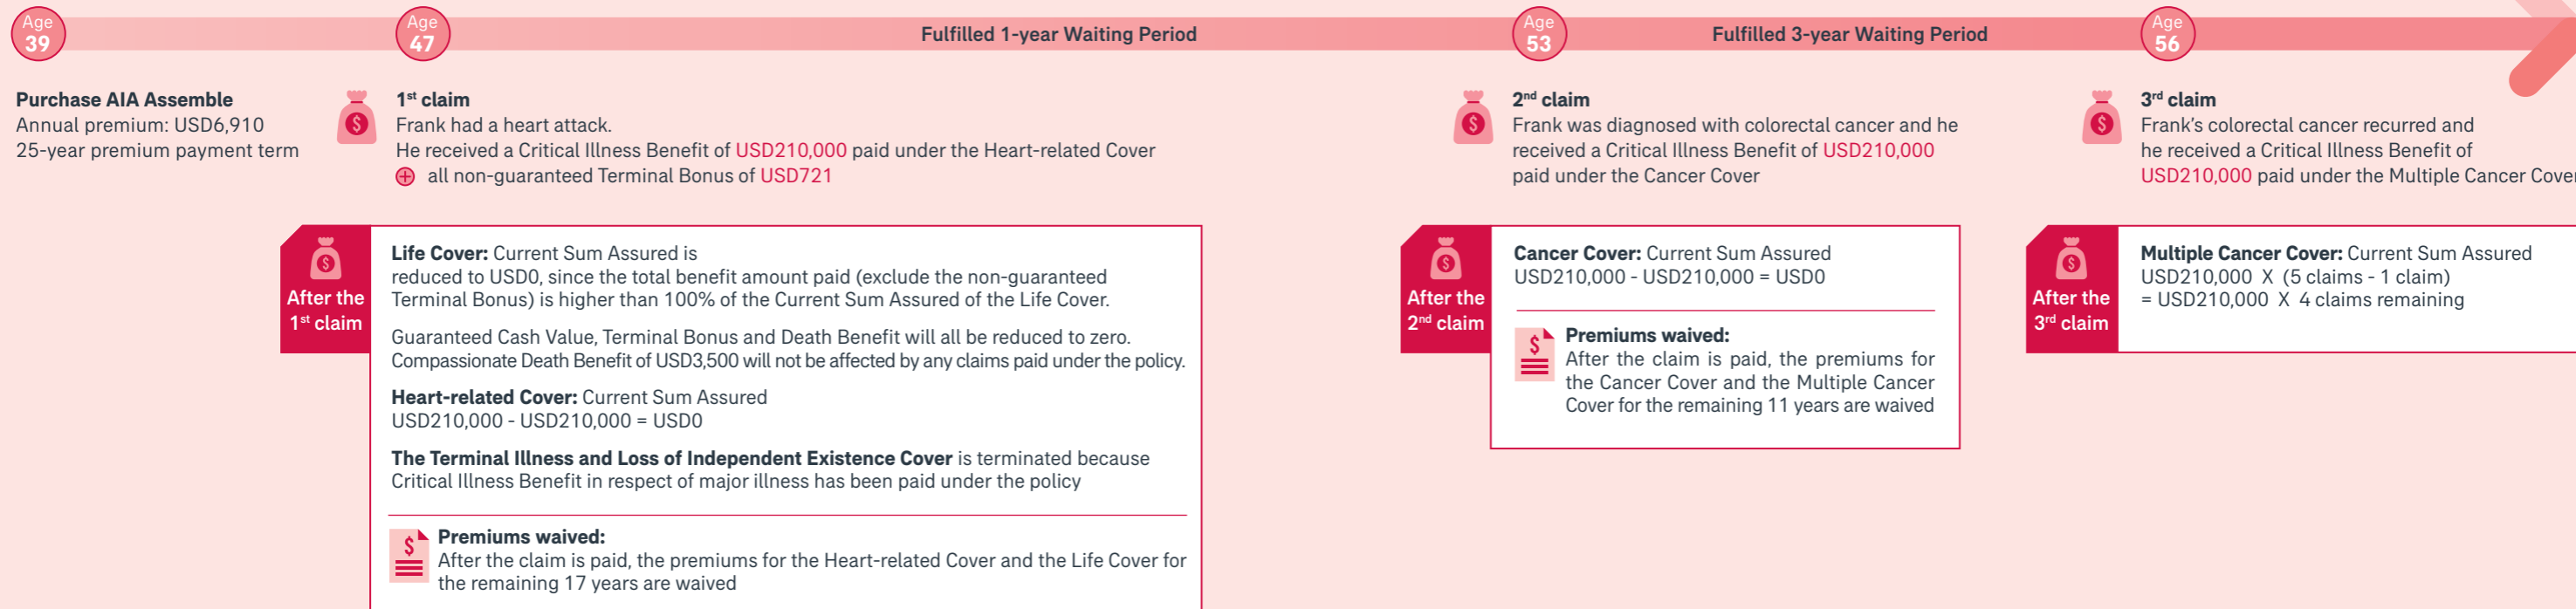 Age
39
Age
47
Fulfilled 1-year Waiting Period
Age
53
Fulfilled 3-year Waiting Period
Age
56
Purchase AIA Assemble
Annual premium: USD6,910
25-year premium payment term
$
1st claim
Frank had a heart attack.
He received a Critical Illness Benefit of USD210,000 paid under the Heart-related Cover
+ all non-guaranteed Terminal Bonus of USD721
$
After the
1st claim
Life Cover: Current Sum Assured is
reduced to USD0, since the total benefit amount paid (exclude the non-guaranteed
Terminal Bonus) is higher than 100% of the Current Sum Assured of the Life Cover.
Guaranteed Cash Value, Terminal Bonus and Death Benefit will all be reduced to zero.
Compassionate Death Benefit of USD3,500 will not be affected by any claims paid under the policy.
Heart-related Cover: Current Sum Assured
USD210,000 - USD210,000 = USD0
The Terminal Illness and Loss of Independent Existence Cover is terminated because
Critical Illness Benefit in respect of major illness has been paid under the policy
$
Premiums waived:
After the claim is paid, the premiums for the Heart-related Cover and the Life Cover for
the remaining 17 years are waived
$
2nd claim
Frank was diagnosed with colorectal cancer and he
received a Critical Illness Benefit of USD210,000
paid under the Cancer Cover
$
After the
2nd claim
Cancer Cover: Current Sum Assured
USD210,000 - USD210,000 = USD0
$
Premiums waived:
After the claim is paid, the premiums for
the Cancer Cover and the Multiple Cancer
Cover for the remaining 11 years are waived
$
3rd claim
Frank's colorectal cancer recurred and
he received a Critical Illness Benefit of
USD210,000 paid under the Multiple Cancer Cover
$
After the
3rd claim
Multiple Cancer Cover: Current Sum Assured
USD210,000 X (5 claims - 1 claim)
= USD210,000 X 4 claims remaining